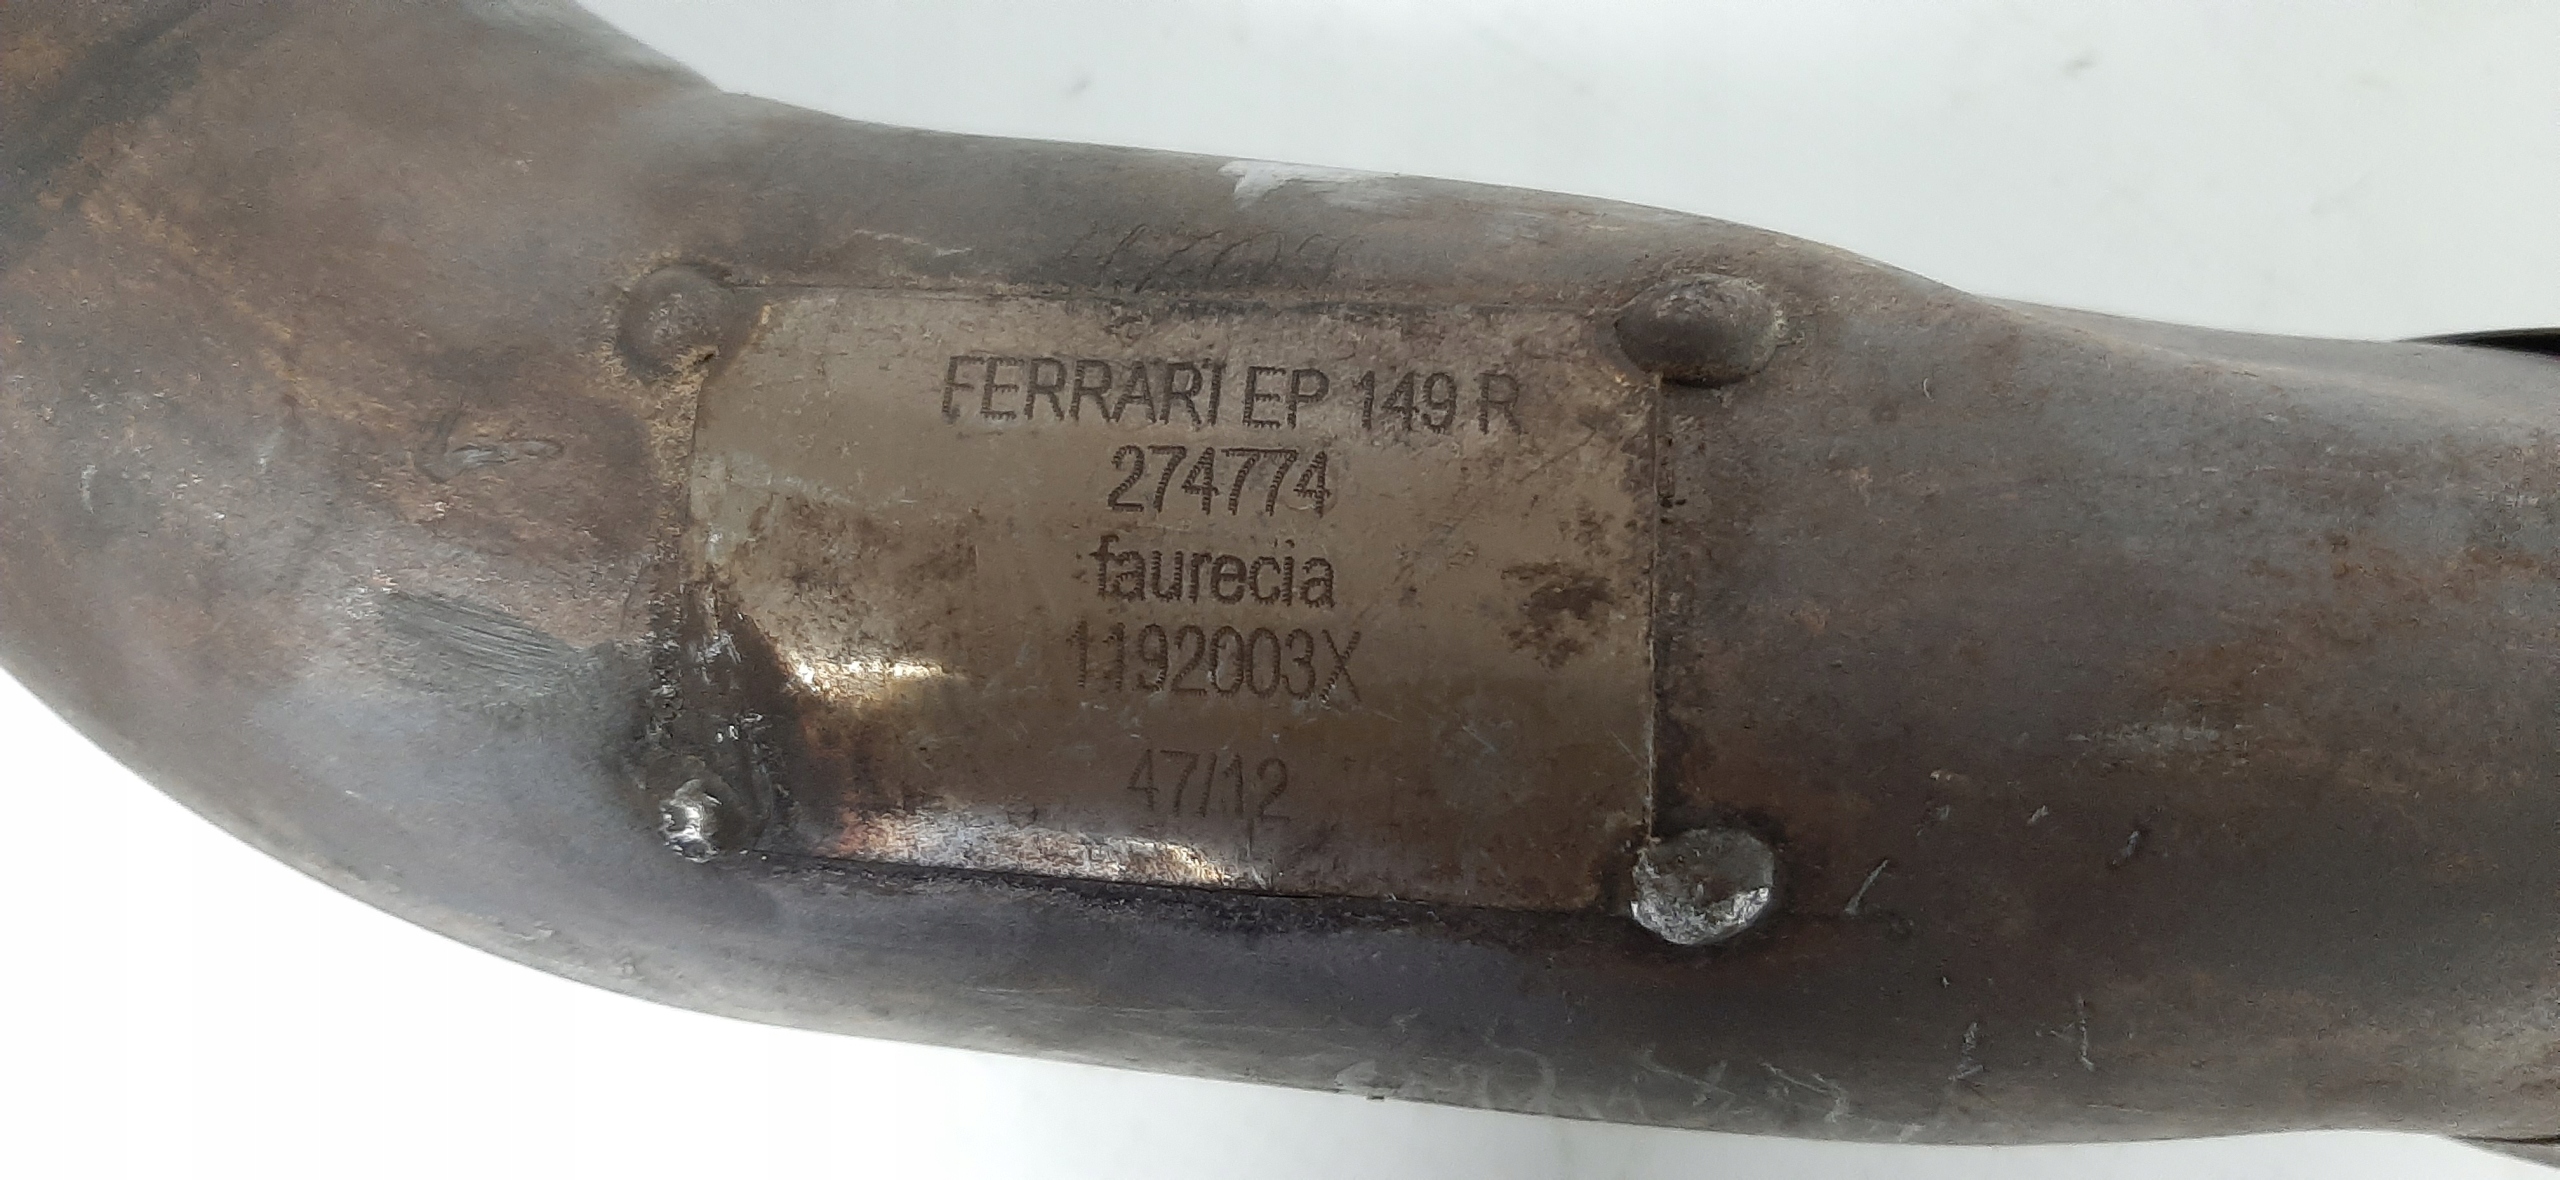 FERRARI EP 149 R
274774
faurecia
1192003X
47/12